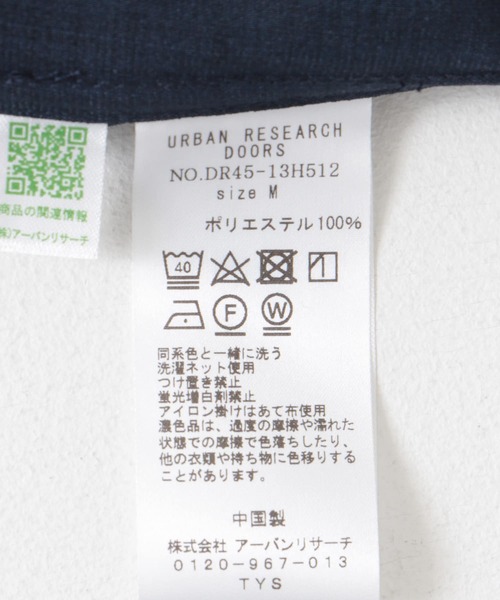 商品の関連情報
(株)アーバンリサーチ
URBAN RESEARCH
DOORS
NO.DR45-13H512
size M
ポリエステル100%
40
F W
同系色と一緒に洗う
洗濯ネット使用
つけ置き禁止
蛍光増白剤禁止
アイロン掛けはあて布使用
濃色品は、過度の摩擦や濡れた
状態での摩擦で色落ちしたり、
他の衣類や持ち物に色移りする
ことがあります。
中国製
株式会社 アーバンリサーチ
0120-967-013
TYS